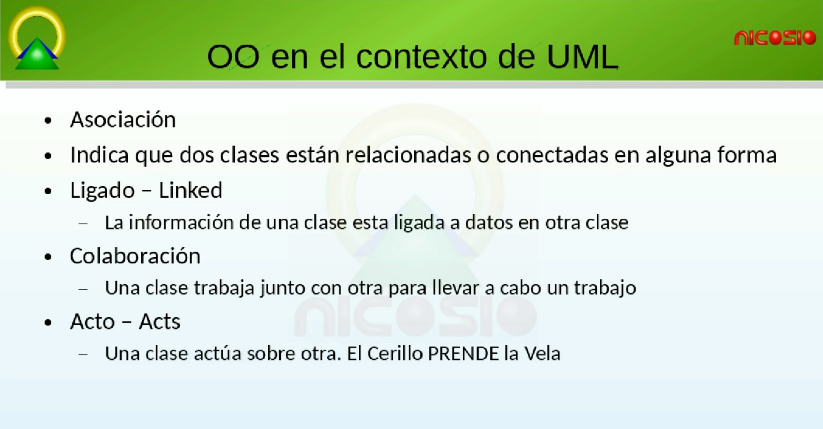 OO en el contexto de UML
NICOSIO
• Asociación
• Indica que dos clases están relacionadas o conectadas en alguna forma
• Ligado – Linked
– La información de una clase esta ligada a datos en otra clase
• Colaboración
– Una clase trabaja junto con otra para llevar a cabo un trabajo
• Acto – Acts
– Una clase actúa sobre otra. El Cerillo PRENDE la Vela
NICOSIO